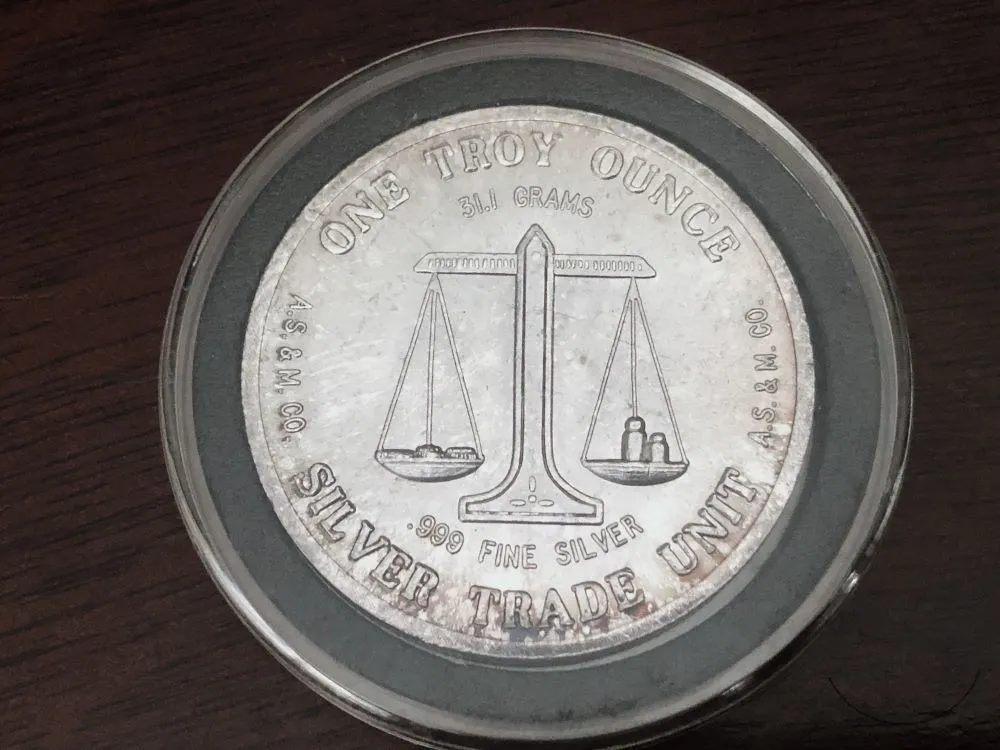 ONE TROY OUNCE
31.1 GRAMS
A.S. & M. CO.
A.S. & M. CO.
.999 FINE SILVER
SILVER TRADE UNIT